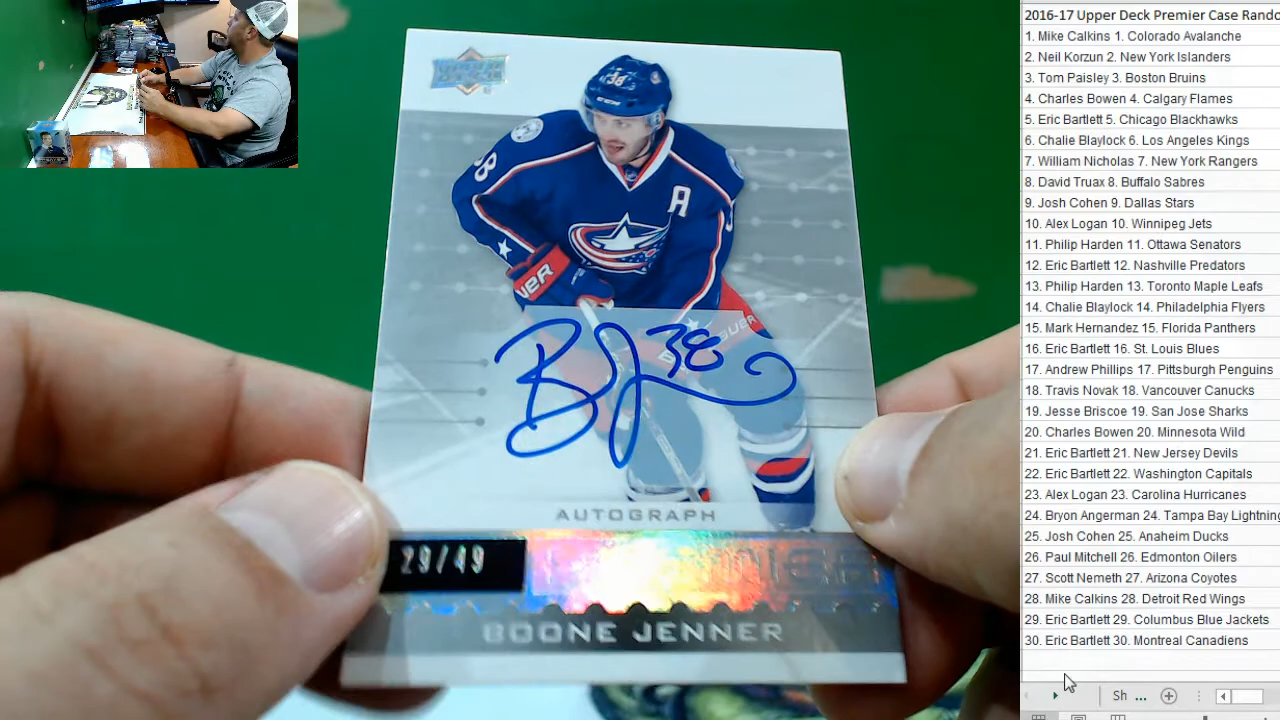 UPPER DECK
38
CCM
38
A
UER
BAUER
BJ 38
AUTOGRAPH
29/49
BOONE JENNER
2016-17 Upper Deck Premier Case Rando
1. Mike Calkins 1. Colorado Avalanche
2. Neil Korzun 2. New York Islanders
3. Tom Paisley 3. Boston Bruins
4. Charles Bowen 4. Calgary Flames
5. Eric Bartlett 5. Chicago Blackhawks
6. Chalie Blaylock 6. Los Angeles Kings
7. William Nicholas 7. New York Rangers
8. David Truax 8. Buffalo Sabres
9. Josh Cohen 9. Dallas Stars
10. Alex Logan 10. Winnipeg Jets
11. Philip Harden 11. Ottawa Senators
12. Eric Bartlett 12. Nashville Predators
13. Philip Harden 13. Toronto Maple Leafs
14. Chalie Blaylock 14. Philadelphia Flyers
15. Mark Hernandez 15. Florida Panthers
16. Eric Bartlett 16. St. Louis Blues
17. Andrew Phillips 17. Pittsburgh Penguins
18. Travis Novak 18. Vancouver Canucks
19. Jesse Briscoe 19. San Jose Sharks
20. Charles Bowen 20. Minnesota Wild
21. Eric Bartlett 21. New Jersey Devils
22. Eric Bartlett 22. Washington Capitals
23. Alex Logan 23. Carolina Hurricanes
24. Bryon Angerman 24. Tampa Bay Lightning
25. Josh Cohen 25. Anaheim Ducks
26. Paul Mitchell 26. Edmonton Oilers
27. Scott Nemeth 27. Arizona Coyotes
28. Mike Calkins 28. Detroit Red Wings
29. Eric Bartlett 29. Columbus Blue Jackets
30. Eric Bartlett 30. Montreal Canadiens
Sh ...